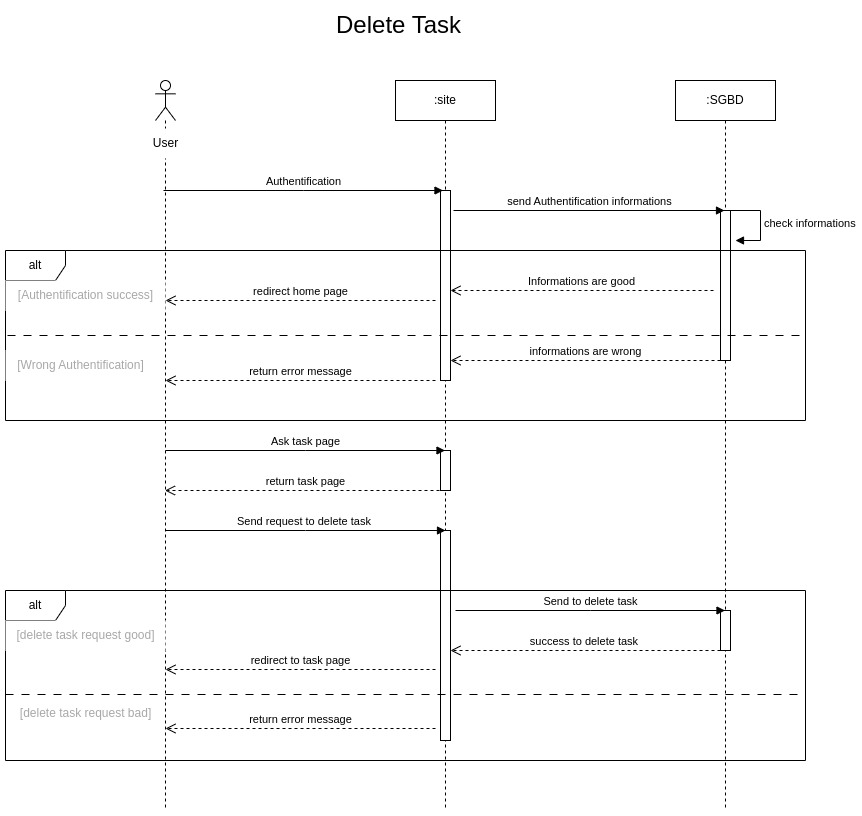 Delete Task
:site
:SGBD
User
Authentification
send Authentification informations
check informations
alt
[Authentification success]
Informations are good
redirect home page
informations are wrong
[Wrong Authentification]
return error message
Ask task page
return task page
Send request to delete task
alt
Send to delete task
[delete task request good]
success to delete task
redirect to task page
[delete task request bad]
return error message